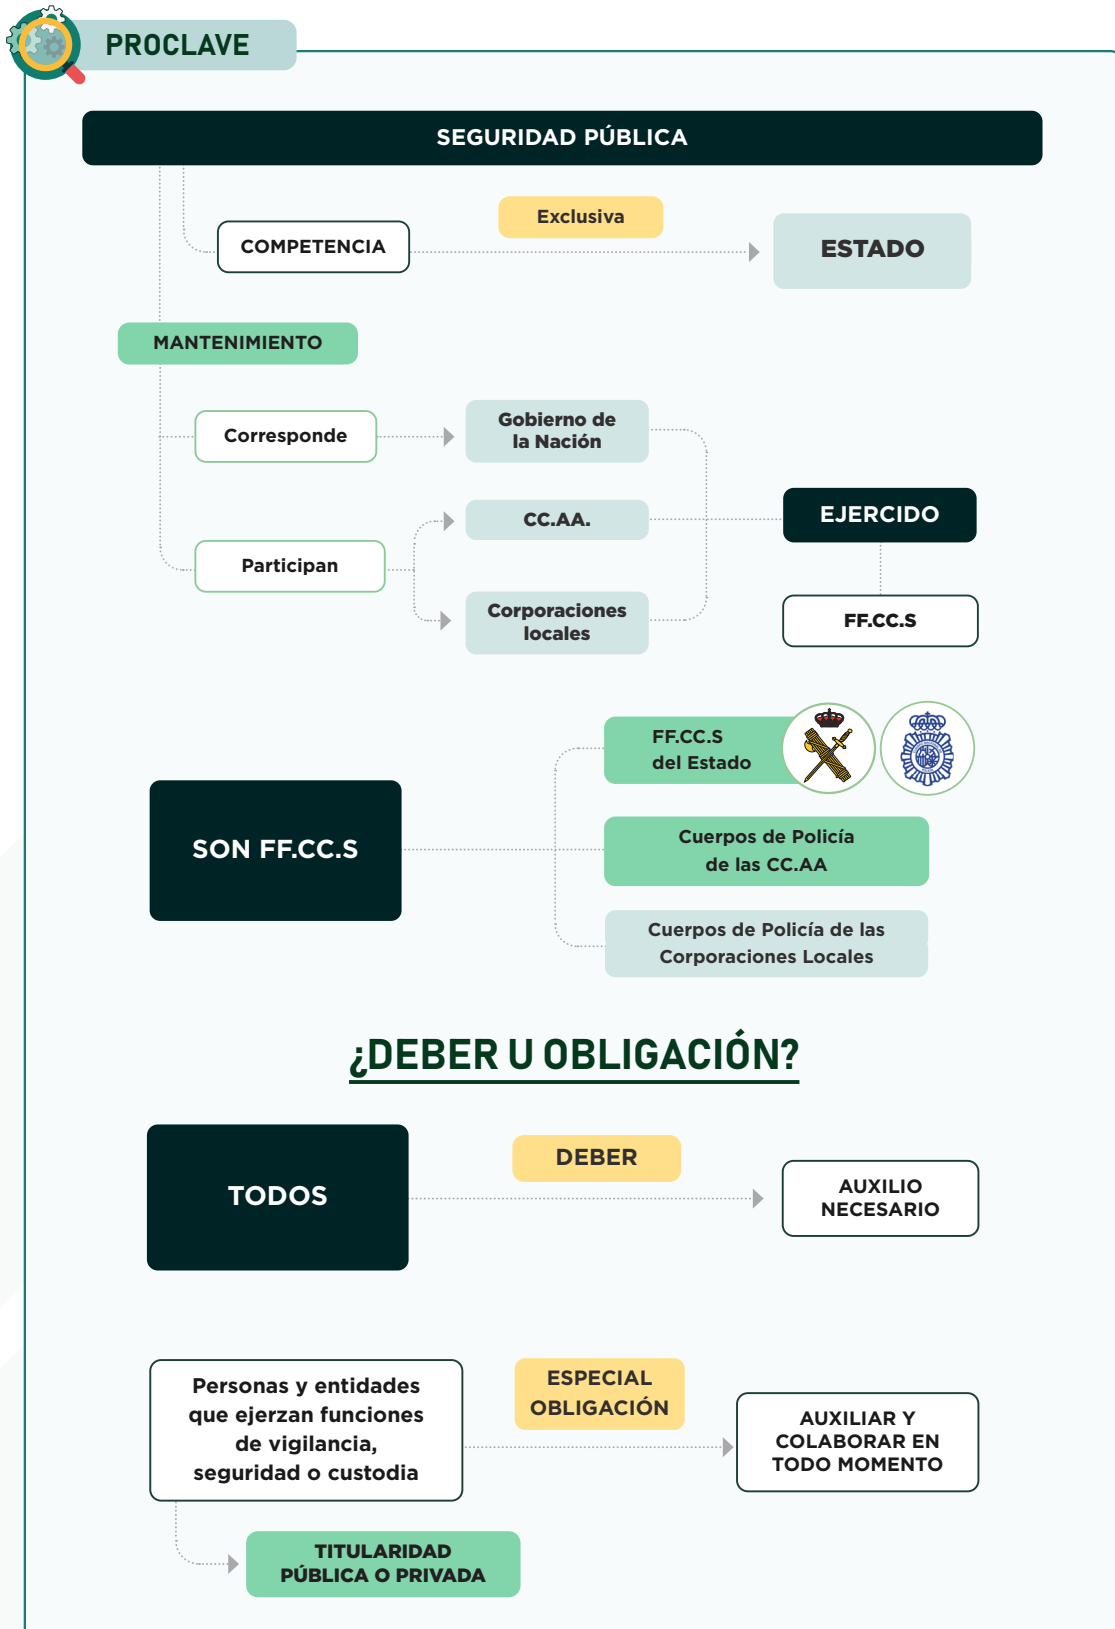 PROCLAVE
SEGURIDAD PÚBLICA
Exclusiva
COMPETENCIA
ESTADO
MANTENIMIENTO
Corresponde
Gobierno de
la Nación
CC.AA.
EJERCIDO
Participan
Corporaciones
locales
FF.CC.S
FF.CC.S
del Estado
SON FF.CC.S
Cuerpos de Policía
de las CC.AA
Cuerpos de Policía de las
Corporaciones Locales
¿DEBER U OBLIGACIÓN?
TODOS
DEBER
AUXILIO
NECESARIO
Personas y entidades
que ejerzan funciones
de vigilancia,
seguridad o custodia
ESPECIAL
OBLIGACIÓN
AUXILIAR Y
COLABORAR EN
TODO MOMENTO
TITULARIDAD
PÚBLICA O PRIVADA